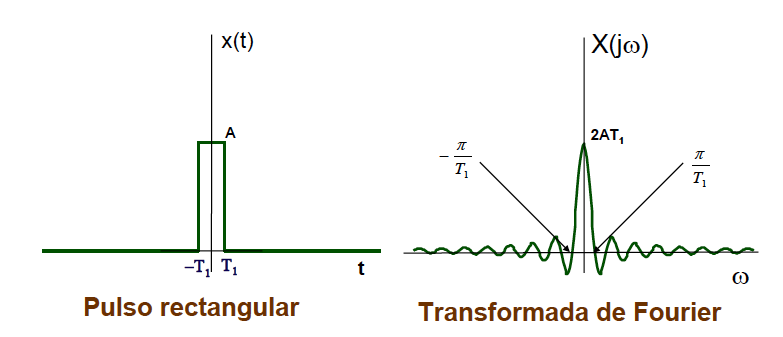 x(t)
A
−T₁
T₁
t
Pulso rectangular
X(jω)
2AT₁
− π/T₁
π/T₁
ω
Transformada de Fourier